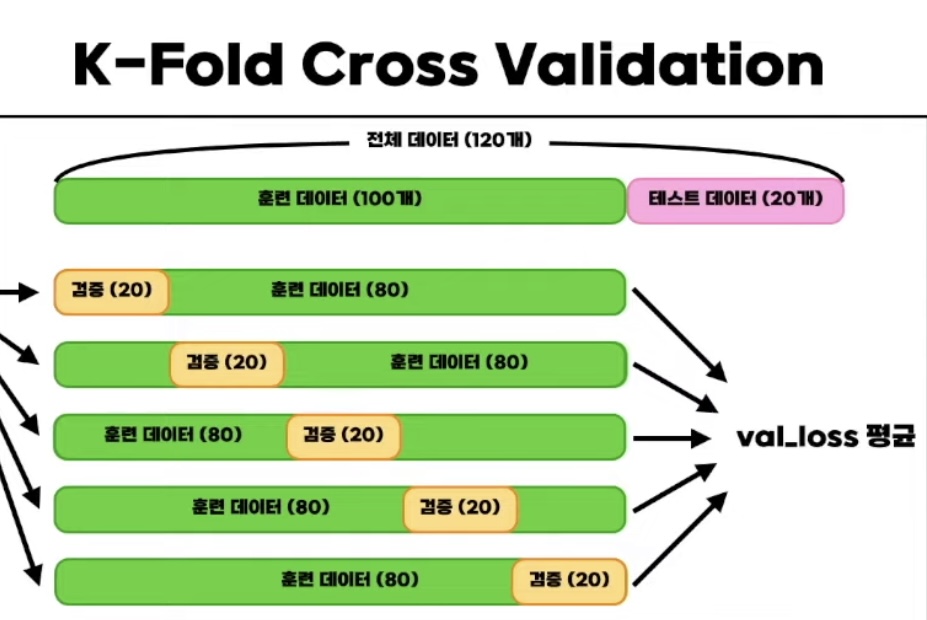 K-Fold Cross Validation
전체 데이터 (120개)
훈련 데이터 (100개)
테스트 데이터 (20개)
검증 (20)
훈련 데이터 (80)
검증 (20)
훈련 데이터 (80)
훈련 데이터 (80)
검증 (20)
val_loss 평균
훈련 데이터 (80)
검증 (20)
훈련 데이터 (80)
검증 (20)